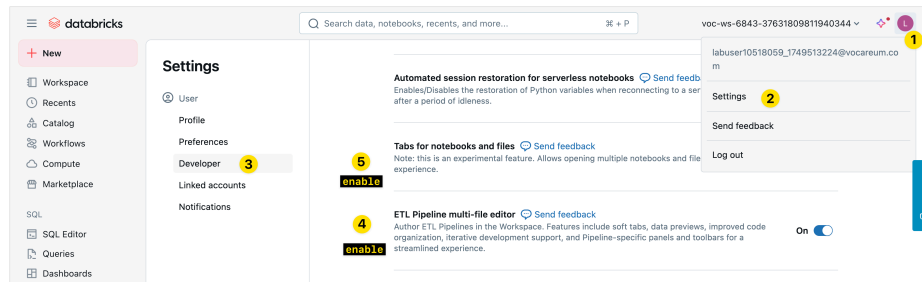 databricks
Search data, notebooks, recents, and more...
⌘ + P
voc-ws-6843-37631809811940344
L
1
New
Workspace
Recents
Catalog
Workflows
Compute
Marketplace
SQL
SQL Editor
Queries
Dashboards
Settings
User
Profile
Preferences
Developer
3
Linked accounts
Notifications
Automated session restoration for serverless notebooks Send feedb
Enables/Disables the restoration of Python variables when reconnecting to a ser
after a period of idleness.
5
enable
Tabs for notebooks and files Send feedback
Note: this is an experimental feature. Allows opening multiple notebooks and file
experience.
4
enable
ETL Pipeline multi-file editor Send feedback
Author ETL Pipelines in the Workspace. Features include soft tabs, data previews, improved code
organization, iterative development support, and Pipeline-specific panels and toolbars for a
streamlined experience.
On
labuser10518059_1749513224@vocareum.co
m
Settings
2
Send feedback
Log out